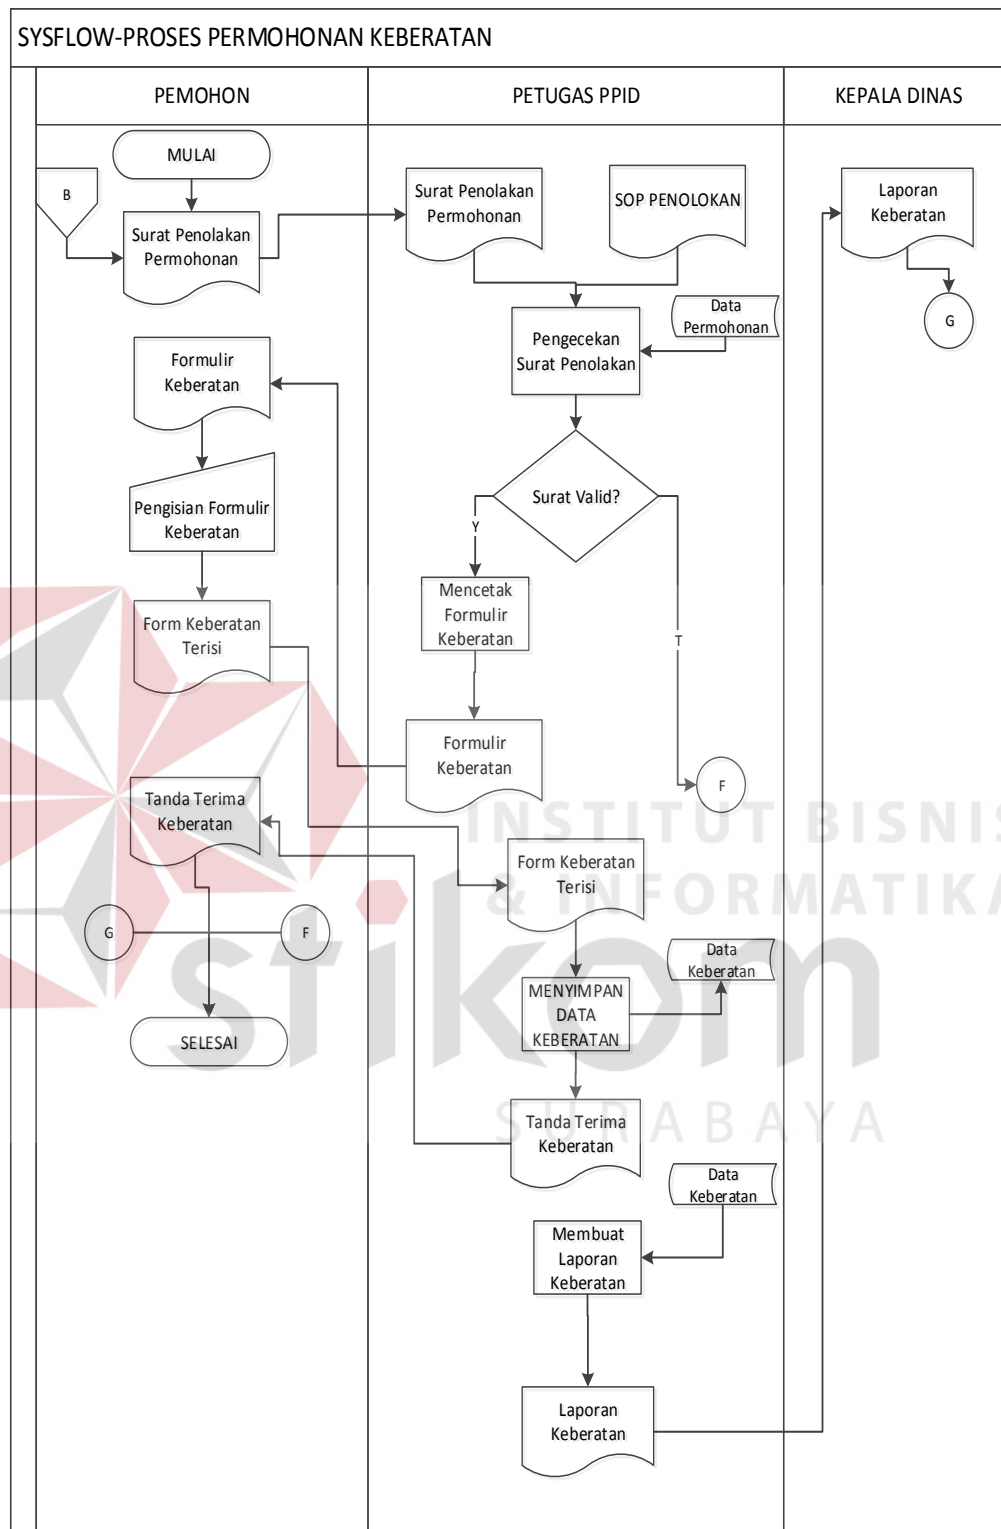 SYSFLOW-PROSES PERMOHONAN KEBERATAN
PEMOHON
PETUGAS PPID
KEPALA DINAS
MULAI
B
Surat Penolakan
Permohonan
Formulir
Keberatan
Pengisian Formulir
Keberatan
Form Keberatan
Terisi
Tanda Terima
Keberatan
G
F
SELESAI
Surat Penolakan
Permohonan
SOP PENOLOKAN
Data
Permohonan
Pengecekan
Surat Penolakan
Surat Valid?
Y
T
Mencetak
Formulir
Keberatan
Formulir
Keberatan
F
Form Keberatan
Terisi
Data
Keberatan
MENYIMPAN
DATA
KEBERATAN
Tanda Terima
Keberatan
Data
Keberatan
Membuat
Laporan
Keberatan
Laporan
Keberatan
Laporan
Keberatan
G
INSTITUT BISNIS
& INFORMATIKA
stikom
SURABAYA